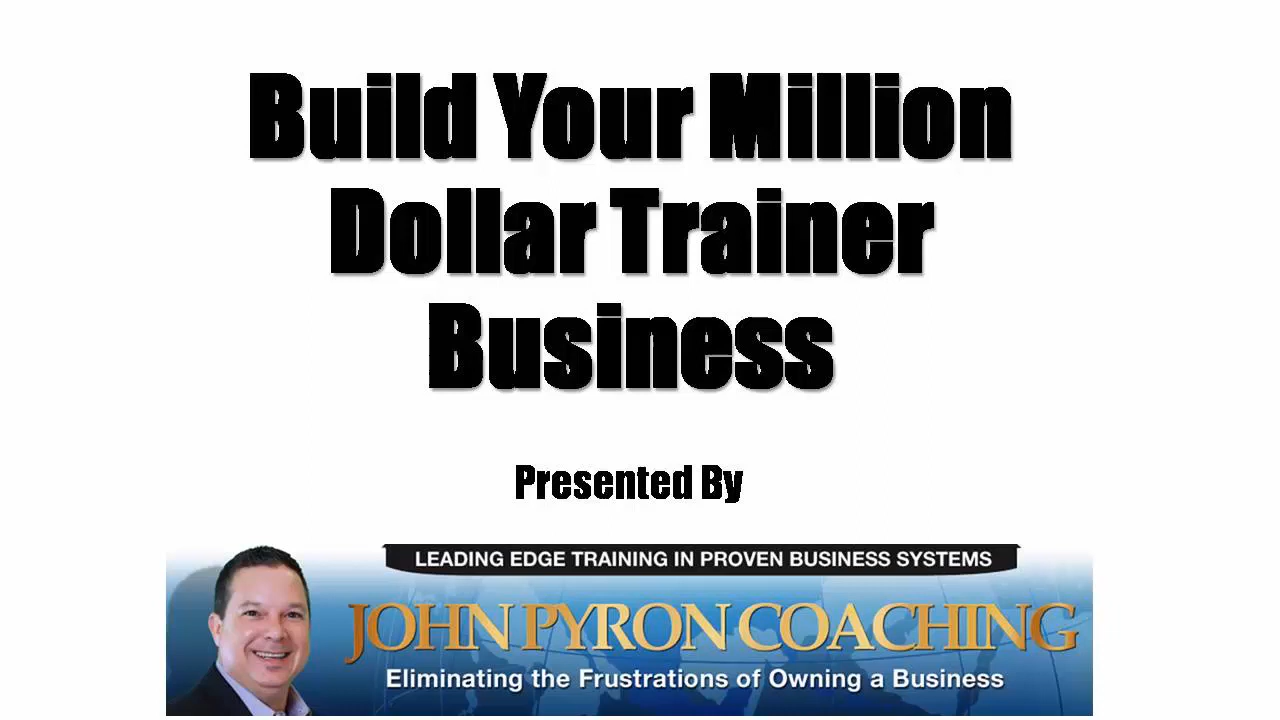 Build Your Million
Dollar Trainer
Business
Presented By
LEADING EDGE TRAINING IN PROVEN BUSINESS SYSTEMS
JOHN PYRON COACHING
Eliminating the Frustrations of Owning a Business